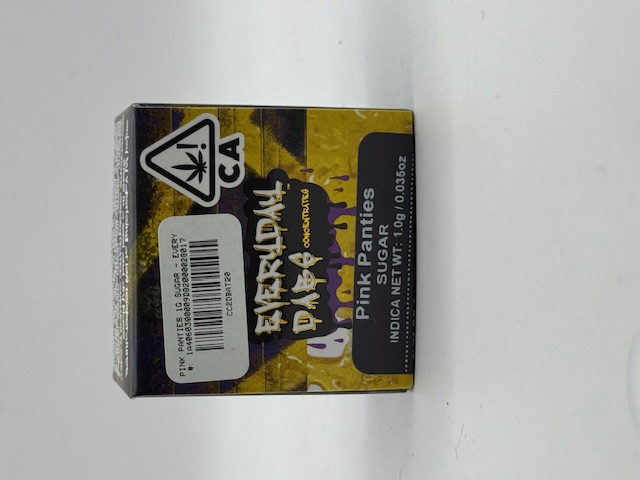 PINK PANTIES 1G SUGAR - EVERY
# 1A4060300009D92000028017
CC2DBAT20
CA
EVERYDAY
DABS
CONCENTRATES
Pink Panties
SUGAR
INDICA NET WT: 1.0g / 0.035oz